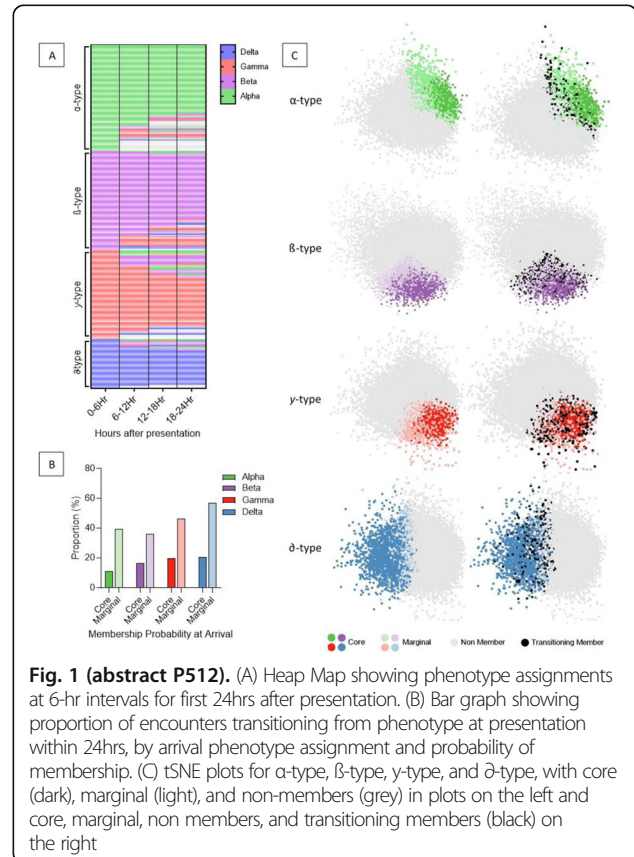 A
Delta
Gamma
Beta
Alpha
α-type
ß-type
y-type
∂-type
0-6Hr
6-12Hr
12-18Hr
18-24Hr
Hours after presentation
B
Proportion (%)
80
60
40
20
0
Alpha
Beta
Gamma
Delta
Core
Marginal
Core
Marginal
Core
Marginal
Core
Marginal
Membership Probability at Arrival
C
α-type
ß-type
y-type
∂-type
Core
Marginal
Non Member
Transitioning Member
Fig. 1 (abstract P512). (A) Heap Map showing phenotype assignments
at 6-hr intervals for first 24hrs after presentation. (B) Bar graph showing
proportion of encounters transitioning from phenotype at presentation
within 24hrs, by arrival phenotype assignment and probability of
membership. (C) tSNE plots for α-type, ß-type, y-type, and ∂-type, with core
(dark), marginal (light), and non-members (grey) in plots on the left and
core, marginal, non members, and transitioning members (black) on
the right